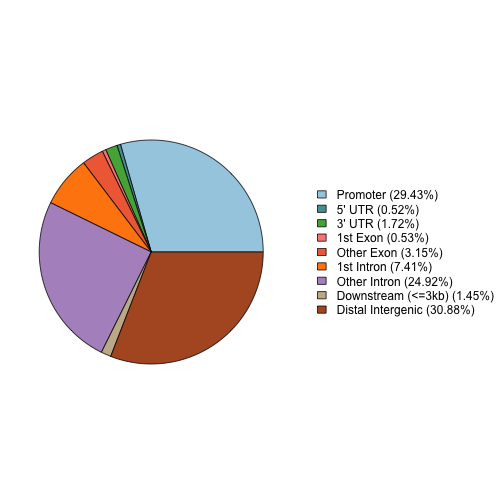 Promoter (29.43%)
5' UTR (0.52%)
3' UTR (1.72%)
1st Exon (0.53%)
Other Exon (3.15%)
1st Intron (7.41%)
Other Intron (24.92%)
Downstream (<=3kb) (1.45%)
Distal Intergenic (30.88%)